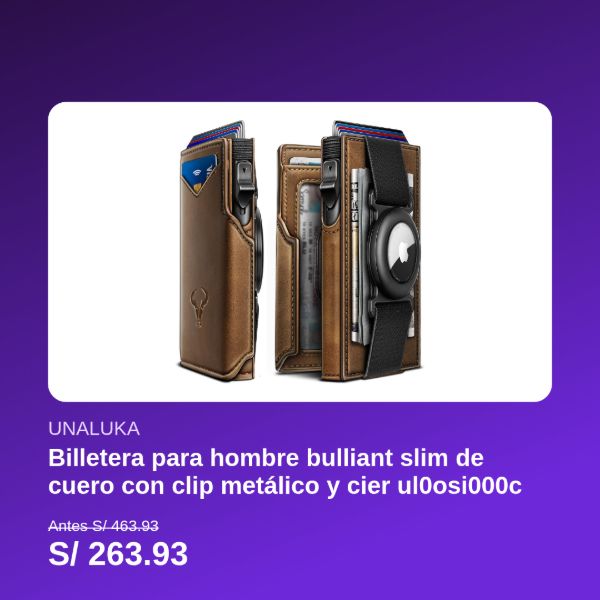 UNALUKA
Billetera para hombre bulliant slim de
cuero con clip metálico y cier ul0osi000c
Antes S/ 463.93
S/ 263.93